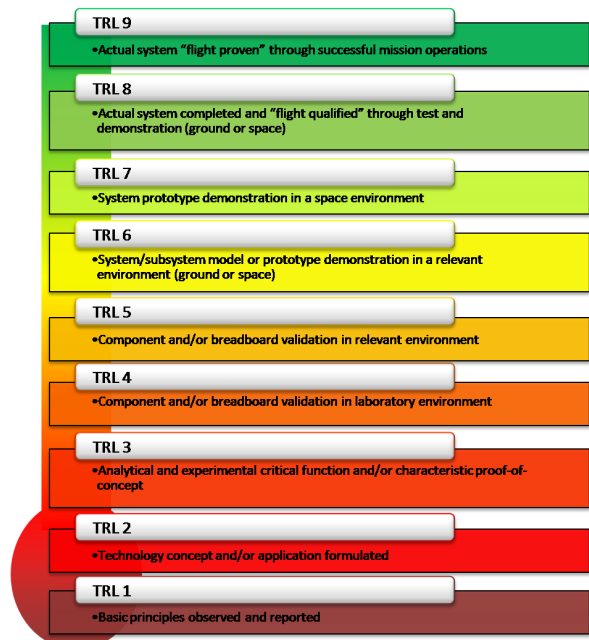 TRL 9
•Actual system “flight proven” through successful mission operations
TRL 8
•Actual system completed and “flight qualified” through test and
demonstration (ground or space)
TRL 7
•System prototype demonstration in a space environment
TRL 6
•System/subsystem model or prototype demonstration in a relevant
environment (ground or space)
TRL 5
•Component and/or breadboard validation in relevant environment
TRL 4
•Component and/or breadboard validation in laboratory environment
TRL 3
•Analytical and experimental critical function and/or characteristic proof-of-
concept
TRL 2
•Technology concept and/or application formulated
TRL 1
•Basic principles observed and reported